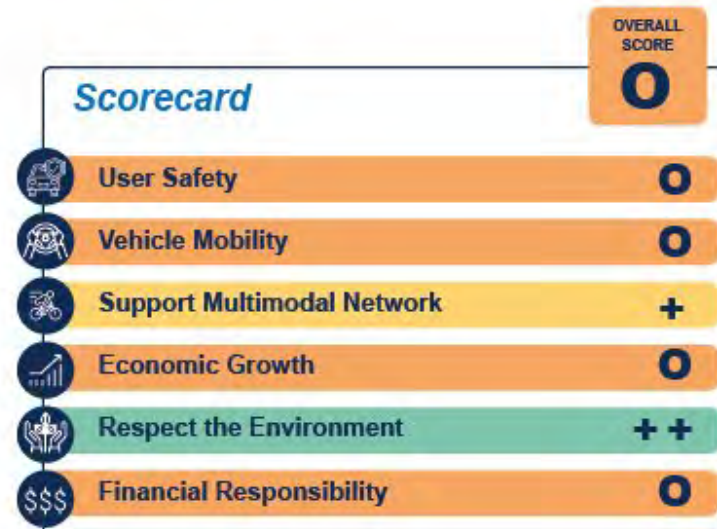 OVERALL
SCORE
O
Scorecard
User Safety O
Vehicle Mobility O
Support Multimodal Network +
Economic Growth O
Respect the Environment + +
$$$ Financial Responsibility O